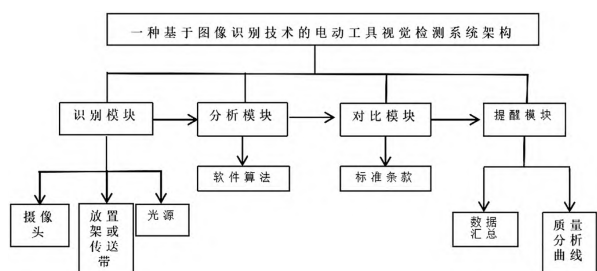 一种基于图像识别技术的电动工具视觉检测系统架构
识别模块
分析模块
对比模块
提醒模块
软件算法
标准条款
摄像
头
放置
架或
传送
带
光源
数据
汇总
质量
分析
曲线